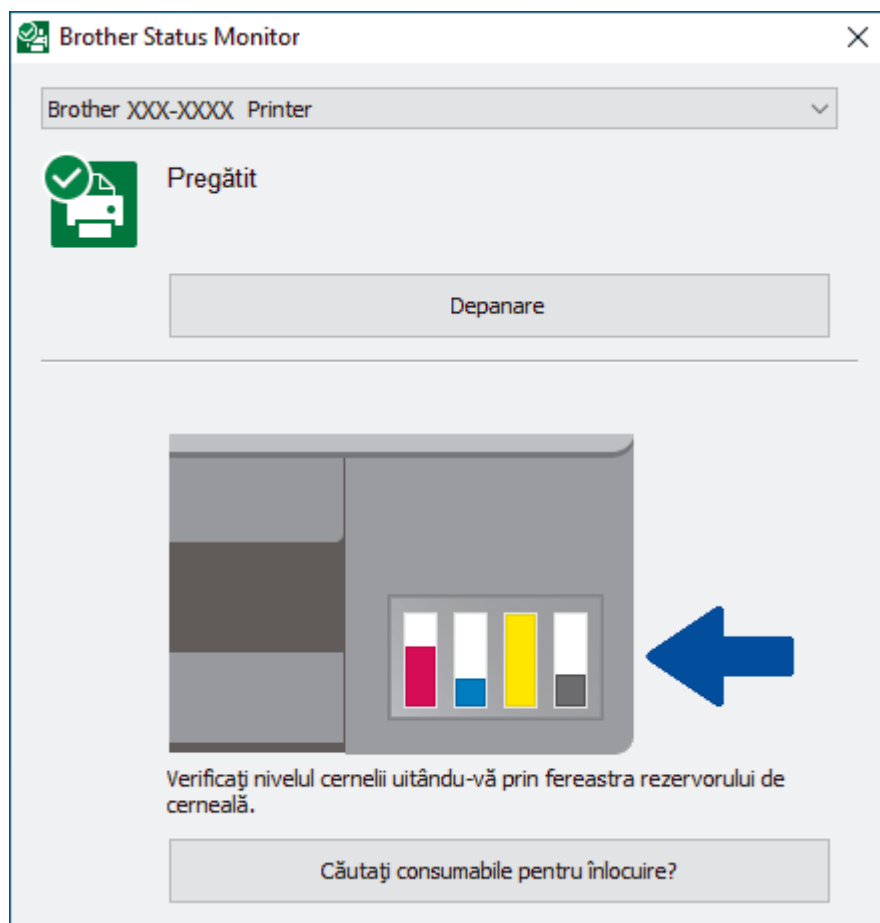 Brother Status Monitor
Brother XXX-XXXX Printer
Pregătit
Depanare
Verificaţi nivelul cernelii uitându-vă prin fereastra rezervorului de
cerneală.
Căutaţi consumabile pentru înlocuire?